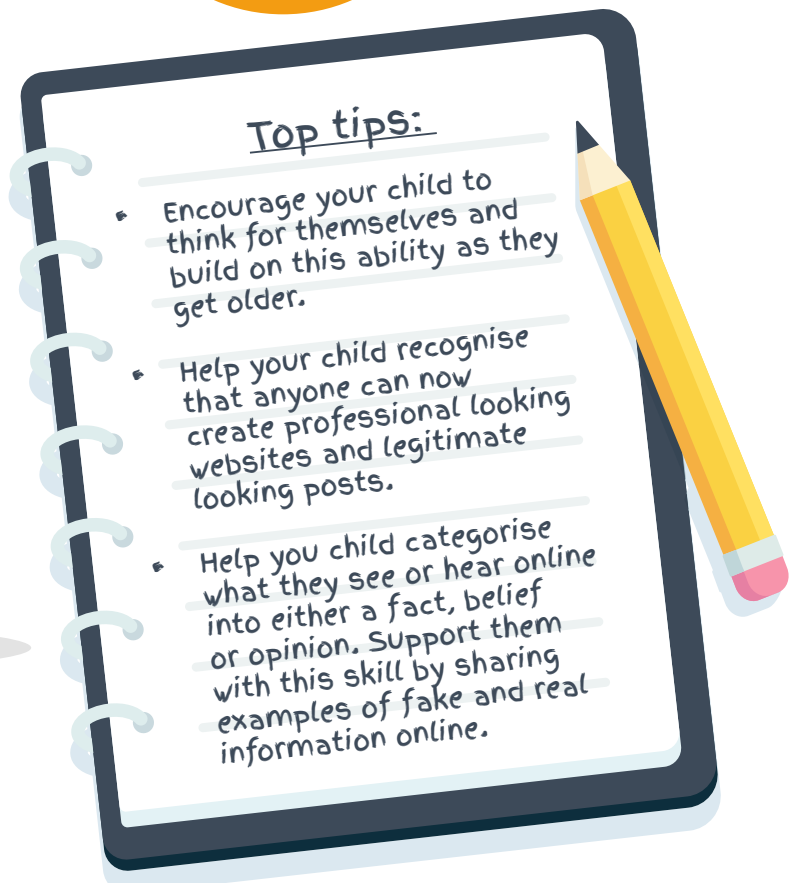 Top tips:
Encourage your child to
think for themselves and
build on this ability as they
get older.
Help your child recognise
that anyone can now
create professional looking
websites and legitimate
looking posts.
Help you child categorise
what they see or hear online
into either a fact, belief
or opinion. Support them
with this skill by sharing
examples of fake and real
information online.